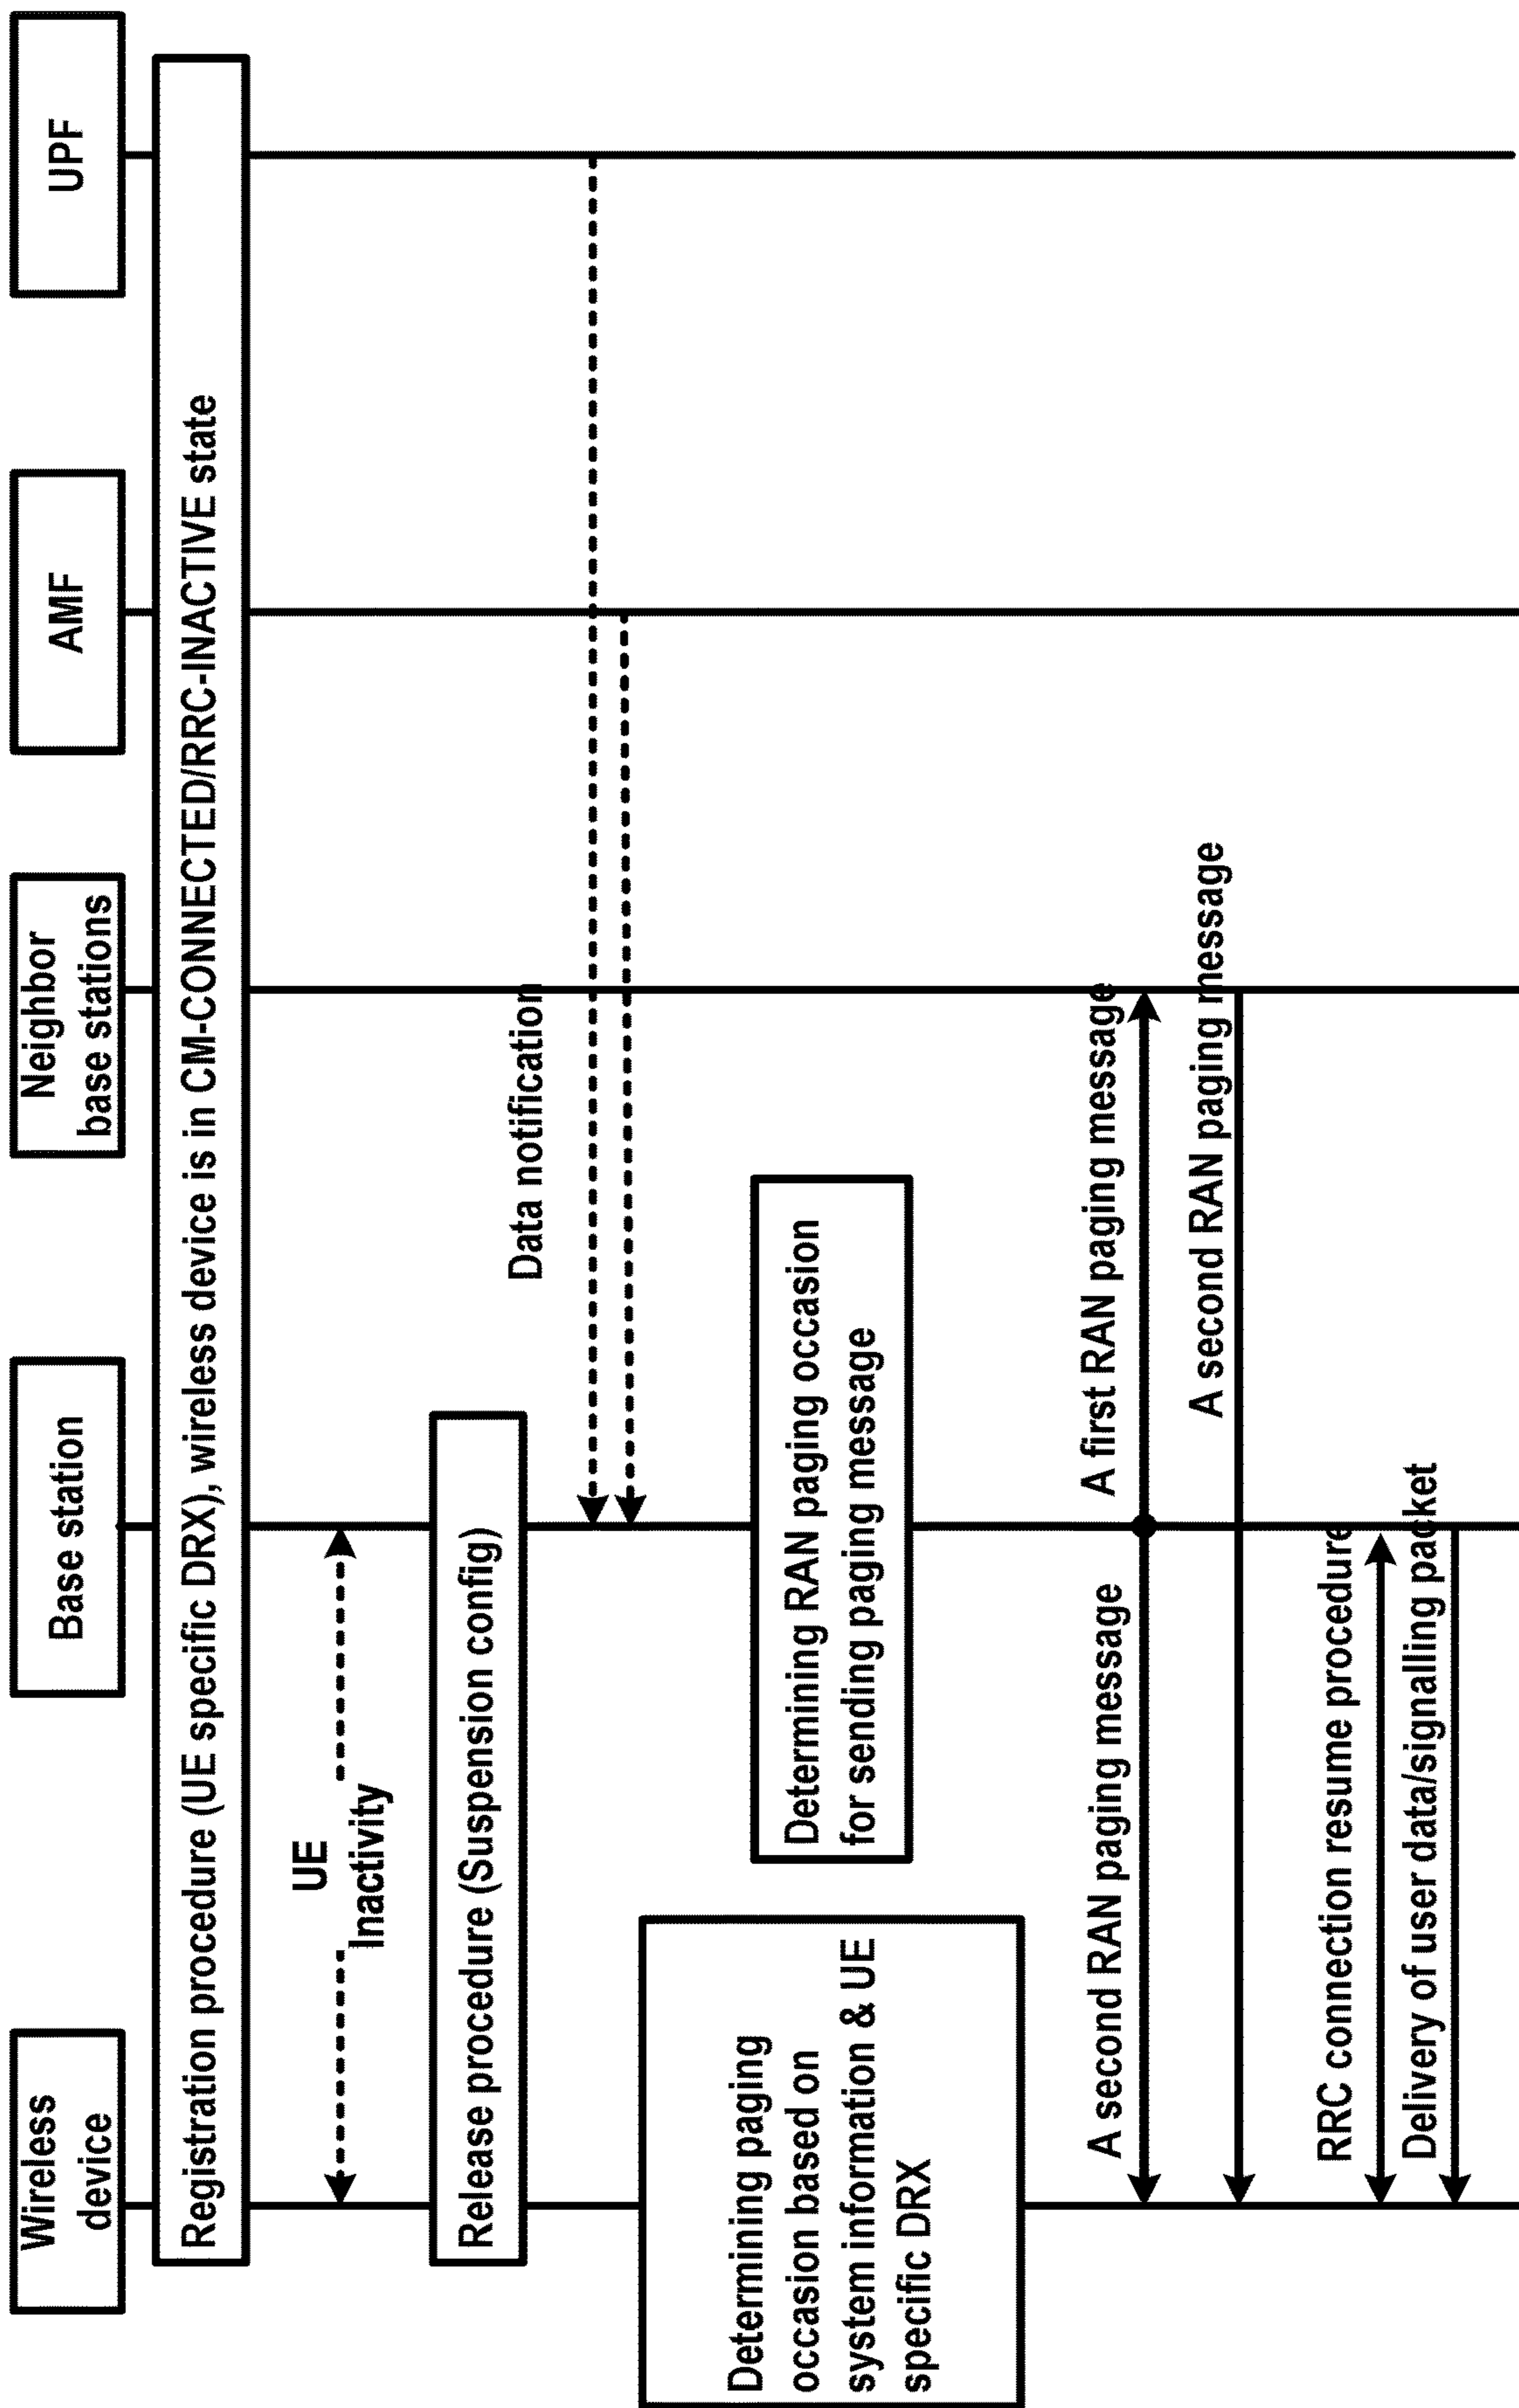 Wireless
device
Base station
Neighbor
base stations
AMF
UPF
Registration procedure (UE specific DRX), wireless device is in CM-CONNECTED/RRC-INACTIVE state
UE
Inactivity
Release procedure (Suspension config)
Data notification
Determining paging
occasion based on
system information & UE
specific DRX
Determining RAN paging occasion
for sending paging message
A second RAN paging message
A first RAN paging message
A second RAN paging message
RRC connection resume procedure
Delivery of user data/signalling packet